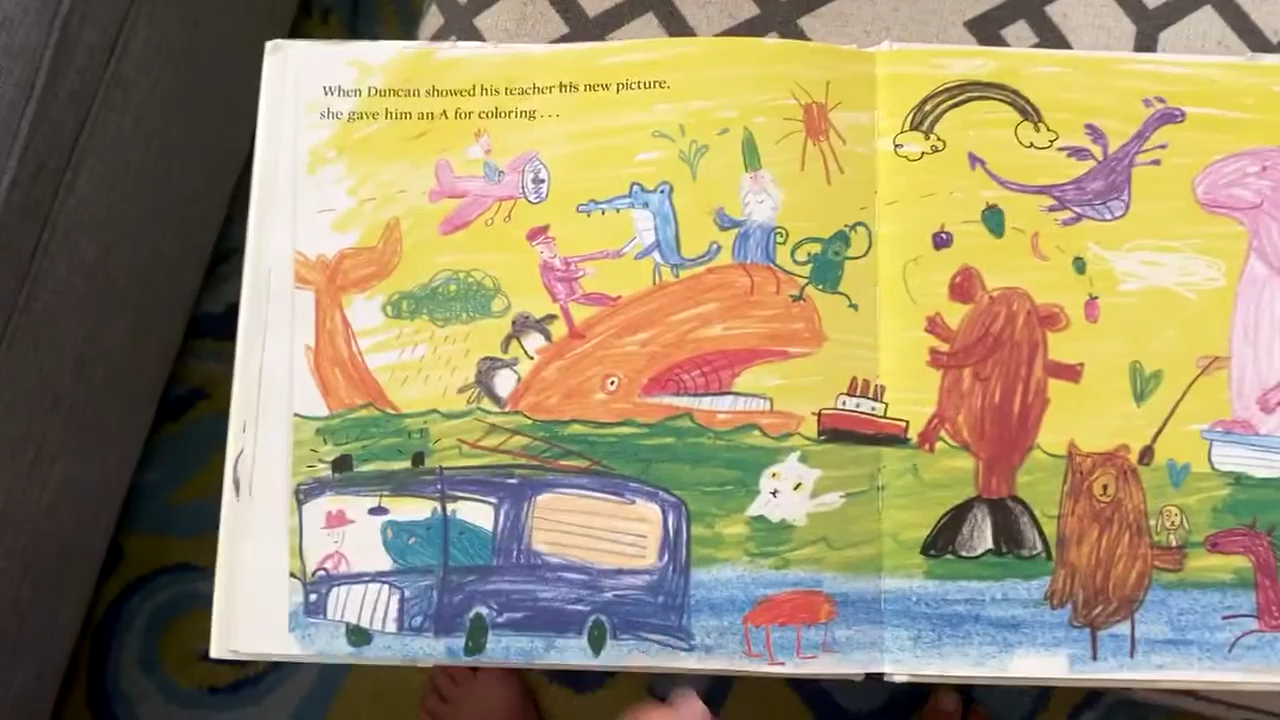 When Duncan showed his teacher his new picture,
she gave him an A for coloring . . .